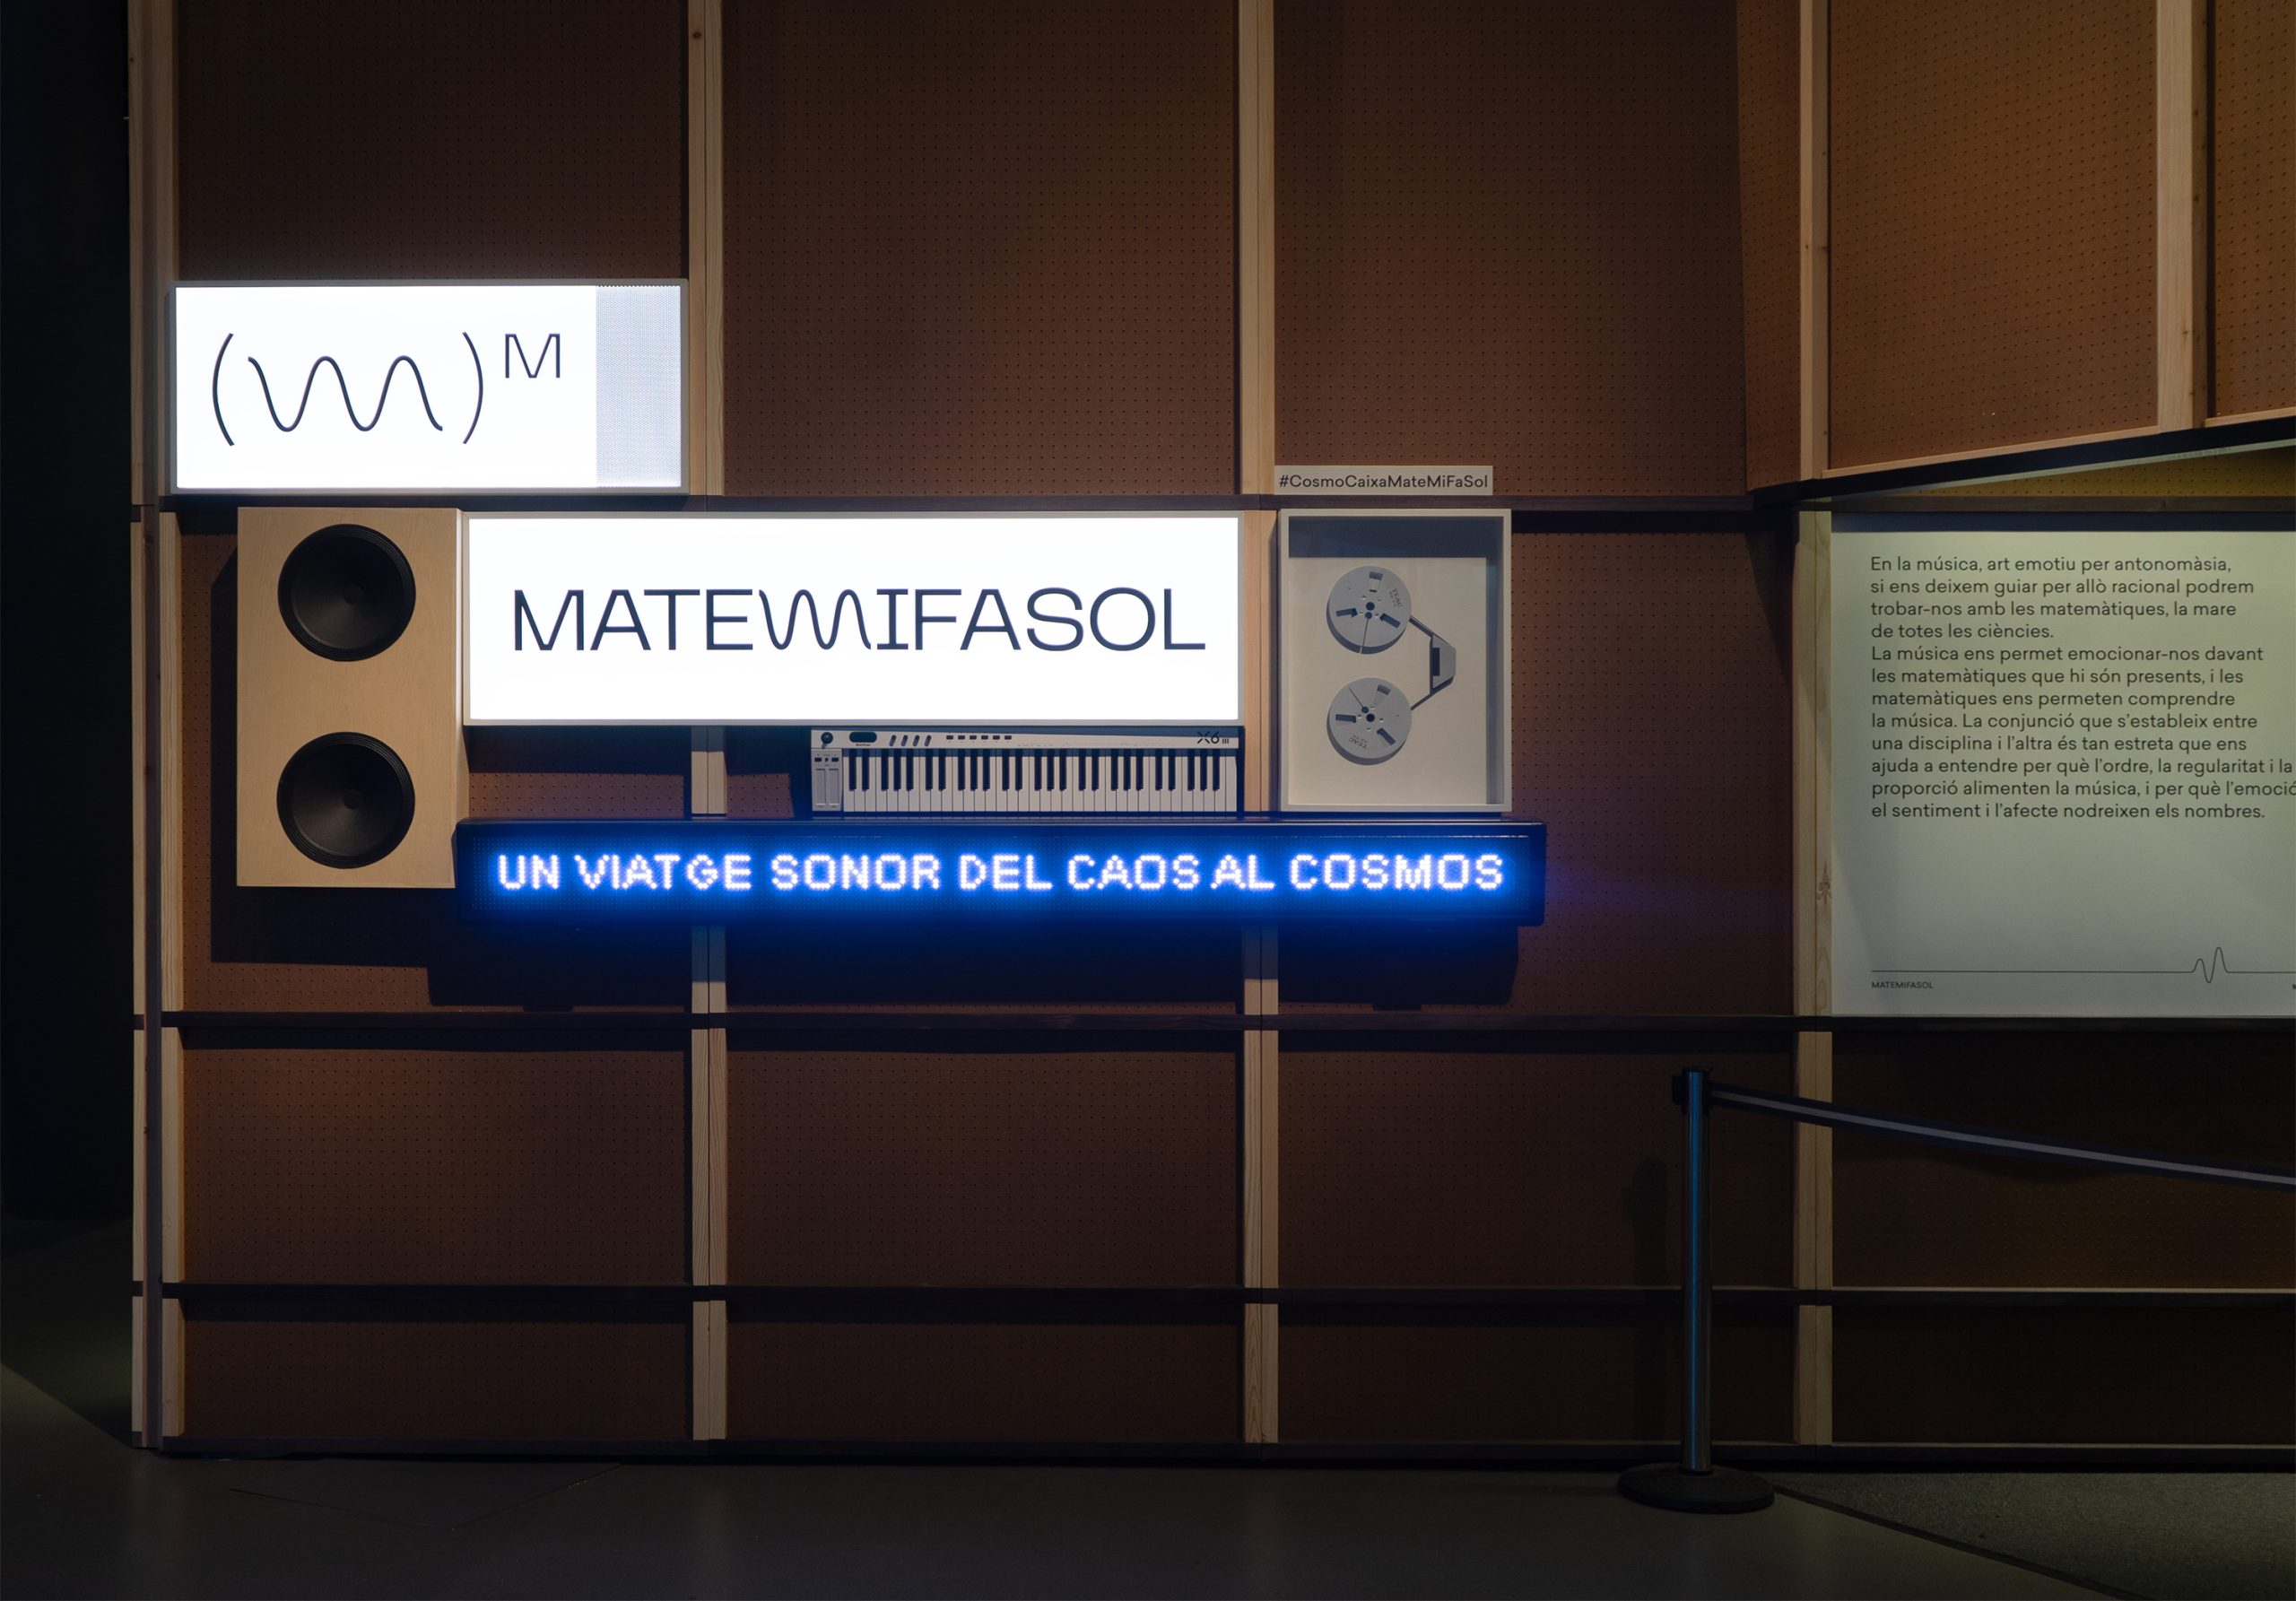 M
#CosmoCaixaMateMiFaSol
MATEMIFASOL
X6 III
UN VIATGE SONOR DEL CAOS AL COSMOS
En la música, art emotiu per antonomàsia,
si ens deixem guiar per allò racional podrem
trobar-nos amb les matemàtiques, la mare
de totes les ciències.
La música ens permet emocionar-nos davant
les matemàtiques que hi són presents, i les
matemàtiques ens permeten comprendre
la música. La conjunció que s'estableix entre
una disciplina i l'altra és tan estreta que ens
ajuda a entendre per què l'ordre, la regularitat i la
proporció alimenten la música, i per què l'emoció
el sentiment i l'afecte nodreixen els nombres.
MATEMIFASOL